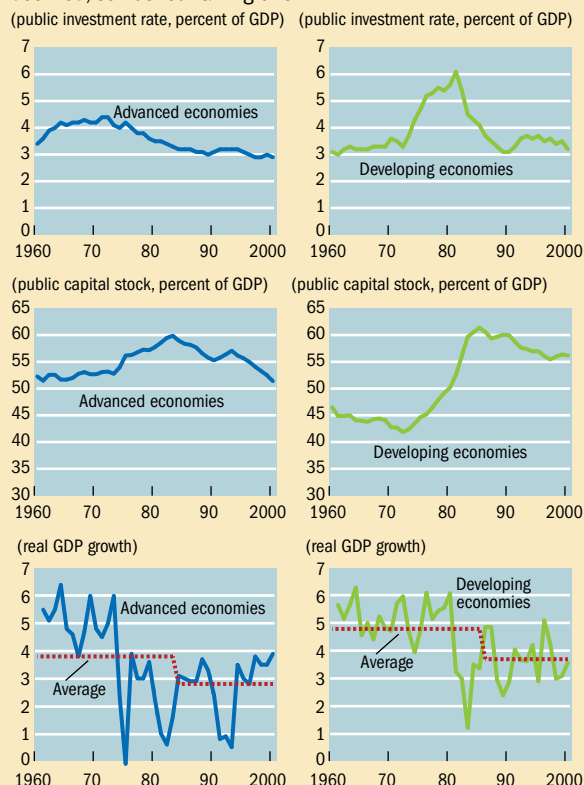 (public investment rate, percent of GDP)
7
6
5
4
3
2
1
0
Advanced economies
1960 70 80 90 2000
(public investment rate, percent of GDP)
7
6
5
4
3
2
1
0
Developing economies
1960 70 80 90 2000
(public capital stock, percent of GDP)
65
60
55
50
45
40
35
30
Advanced economies
1960 70 80 90 2000
(public capital stock, percent of GDP)
65
60
55
50
45
40
35
30
Developing economies
1960 70 80 90 2000
(real GDP growth)
7
6
5
4
3
2
1
0
Advanced economies
Average
1960 70 80 90 2000
(real GDP growth)
7
6
5
4
3
2
1
0
Developing
economies
Average
1960 70 80 90 2000